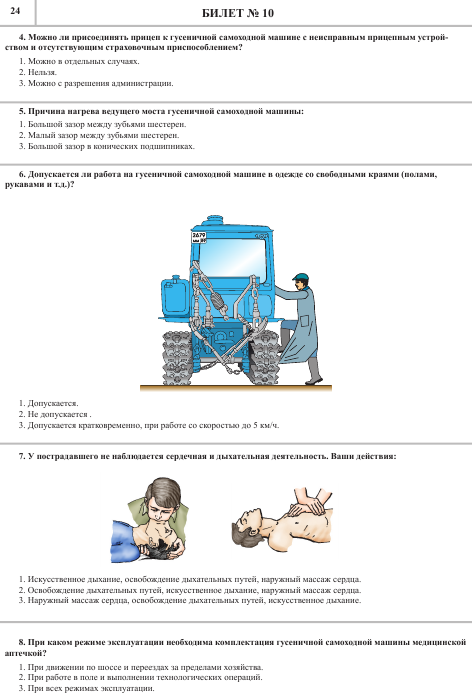 24
БИЛЕТ № 10
4. Можно ли присоединять прицеп к гусеничной самоходной машине с неисправным прицепным устрой-
ством и отсутствующим страховочным приспособлением?
1. Можно в отдельных случаях.
2. Нельзя.
3. Можно с разрешения администрации.
5. Причина нагрева ведущего моста гусеничной самоходной машины:
1. Большой зазор между зубьями шестерен.
2. Малый зазор между зубьями шестерен.
3. Большой зазор в конических подшипниках.
6. Допускается ли работа на гусеничной самоходной машине в одежде со свободными краями (полами,
рукавами и т.д.)?
2679
1. Допускается.
2. Не допускается .
3. Допускается кратковременно, при работе со скоростью до 5 км/ч.
7. У пострадавшего не наблюдается сердечная и дыхательная деятельность. Ваши действия:
1. Искусственное дыхание, освобождение дыхательных путей, наружный массаж сердца.
2. Освобождение дыхательных путей, искусственное дыхание, наружный массаж сердца.
3. Наружный массаж сердца, освобождение дыхательных путей, искусственное дыхание.
8. При каком режиме эксплуатации необходима комплектация гусеничной самоходной машины медицинской
аптечкой?
1. При движении по шоссе и переездах за пределами хозяйства.
2. При работе в поле и выполнении технологических операций.
3. При всех режимах эксплуатации.